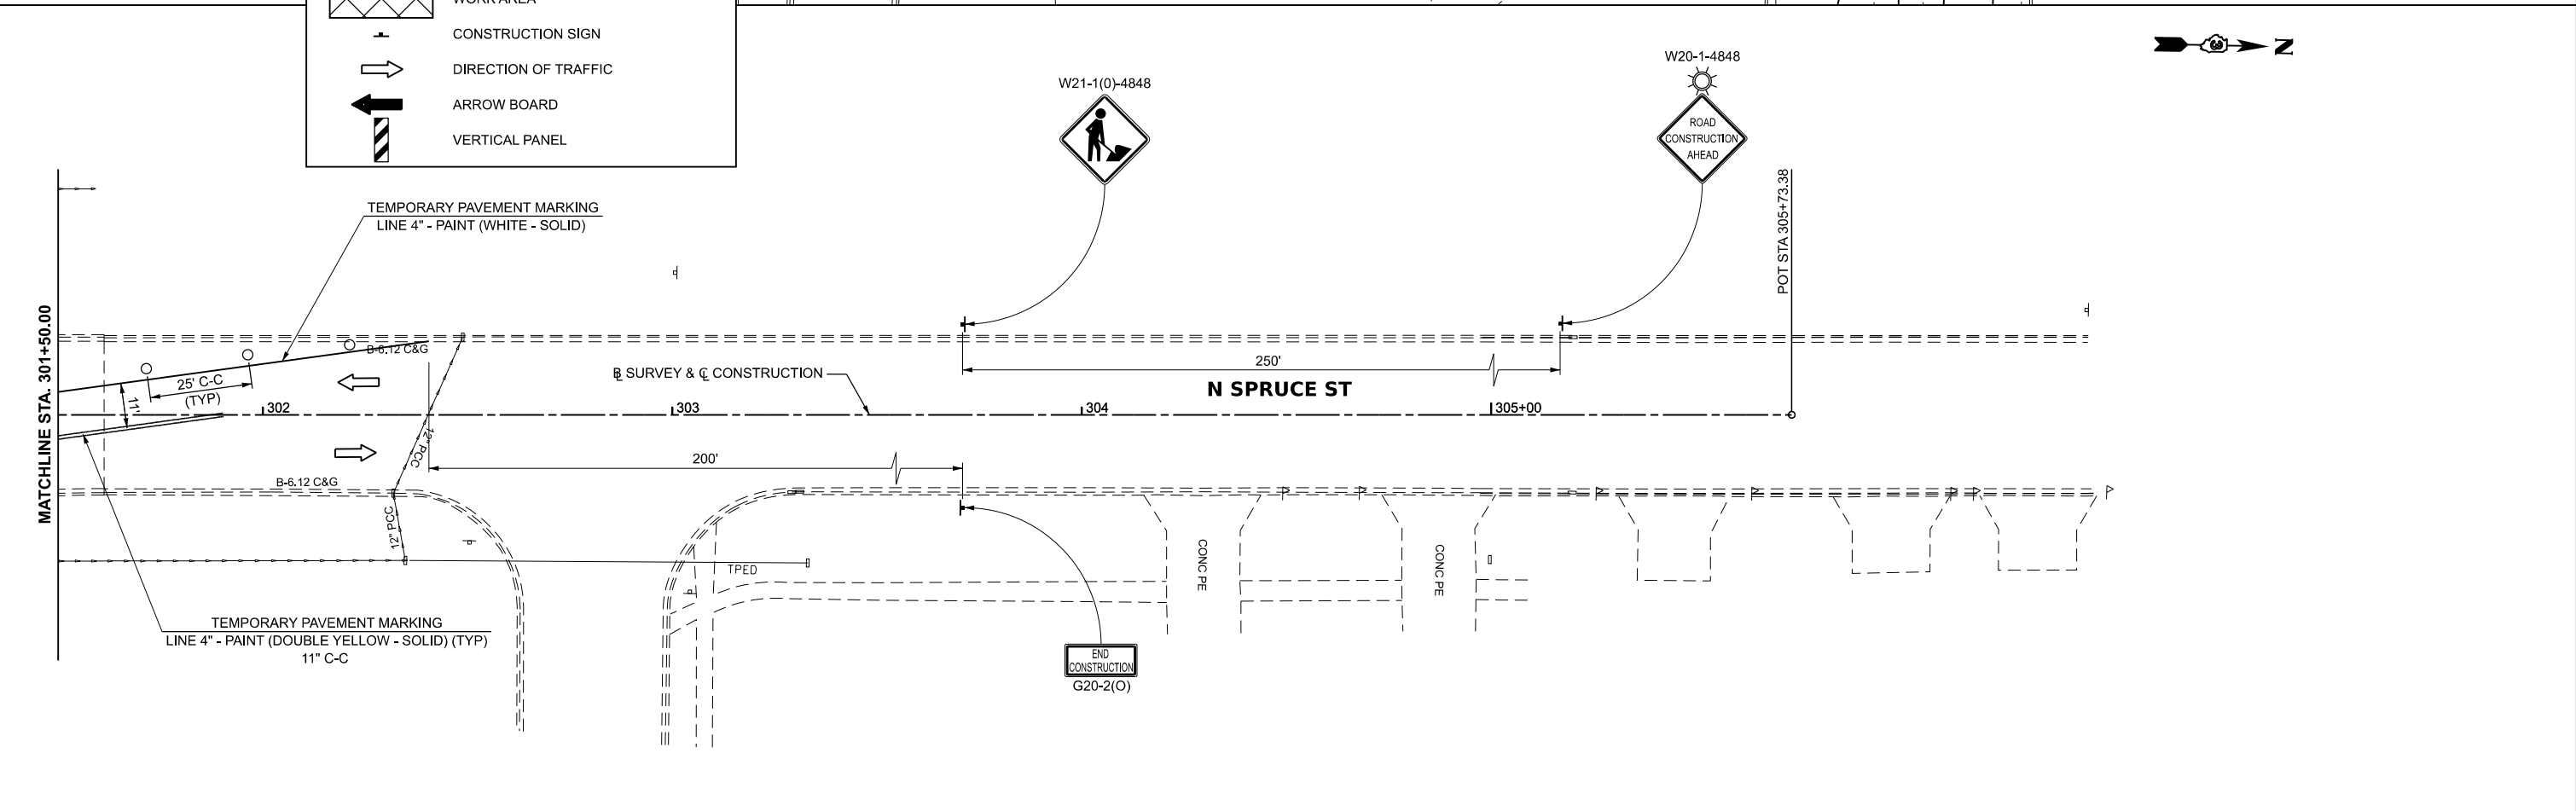 WORK AREA
CONSTRUCTION SIGN
DIRECTION OF TRAFFIC
ARROW BOARD
VERTICAL PANEL
W21-1(0)-4848
W20-1-4848
ROAD
CONSTRUCTION
AHEAD
N
POT STA 305+73.38
TEMPORARY PAVEMENT MARKING
LINE 4" - PAINT (WHITE - SOLID)
MATCHLINE STA. 301+50.00
B-6.12 C&G
25' C-C
(TYP)
11'
302
℄ SURVEY & ℄ CONSTRUCTION
303
304
250'
N SPRUCE ST
305+00
12" PCC
200'
B-6.12 C&G
12" PCC
TPED
CONC PE
CONC PE
TEMPORARY PAVEMENT MARKING
LINE 4" - PAINT (DOUBLE YELLOW - SOLID) (TYP)
11" C-C
END
CONSTRUCTION
G20-2(O)